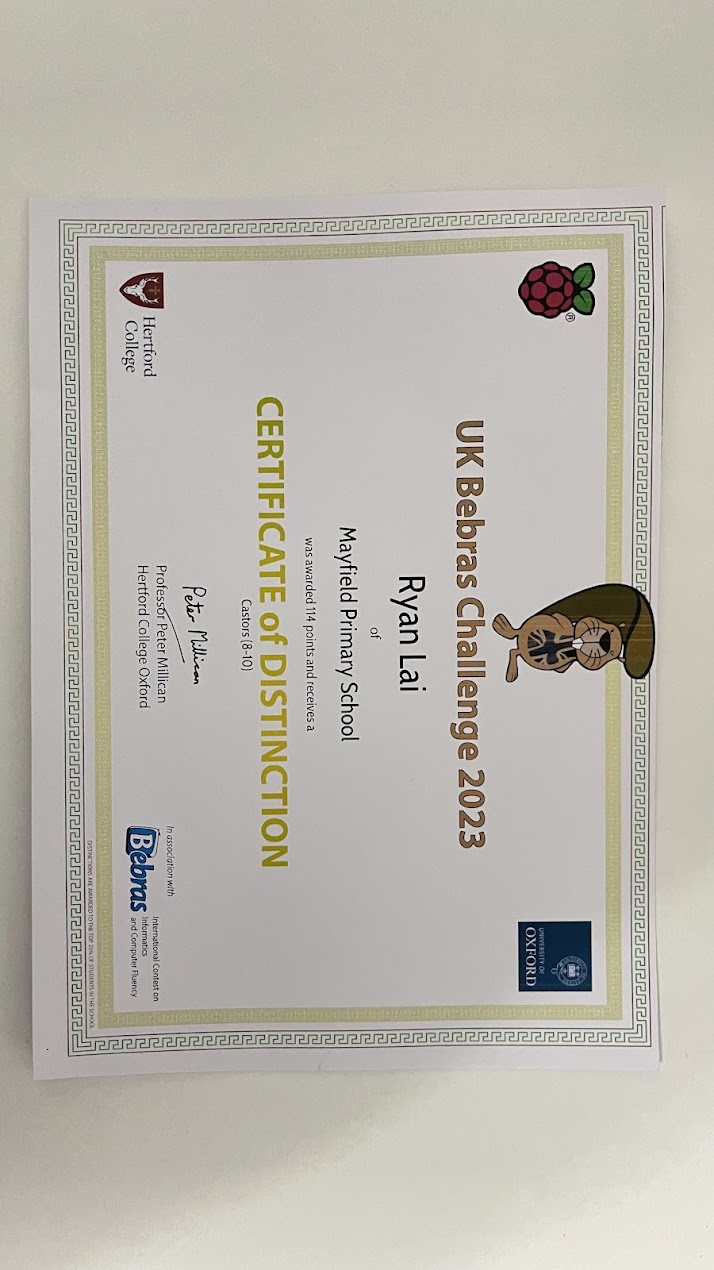 ®
UNIVERSITY OF
OXFORD
UK Bebras Challenge 2023
Ryan Lai
of
Mayfield Primary School
was awarded 114 points and receives a
CERTIFICATE of DISTINCTION
Castors (8-10)
Peter Millican
Professor Peter Millican
Hertford College Oxford
Hertford
College
In association with
Bebras
International Contest on
Informatics
and Computer Fluency
DISTINCTIONS ARE AWARDED TO THE TOP 25% OF STUDENTS IN THE SCHOOL